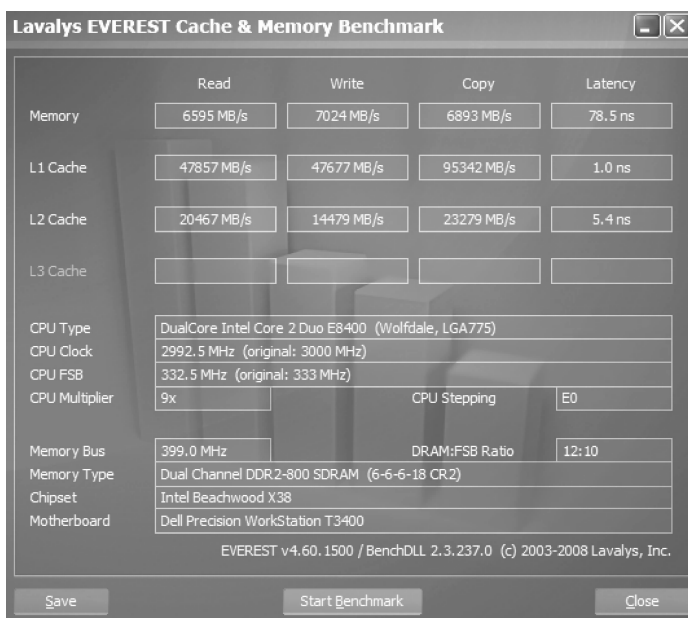 Lavalys EVEREST Cache & Memory Benchmark
Read Write Copy Latency
Memory 6595 MB/s 7024 MB/s 6893 MB/s 78.5 ns
L1 Cache 47857 MB/s 47677 MB/s 95342 MB/s 1.0 ns
L2 Cache 20467 MB/s 14479 MB/s 23279 MB/s 5.4 ns
L3 Cache
CPU Type DualCore Intel Core 2 Duo E8400 (Wolfdale, LGA775)
CPU Clock 2992.5 MHz (original: 3000 MHz)
CPU FSB 332.5 MHz (original: 333 MHz)
CPU Multiplier 9x CPU Stepping E0
Memory Bus 399.0 MHz DRAM:FSB Ratio 12:10
Memory Type Dual Channel DDR2-800 SDRAM (6-6-6-18 CR2)
Chipset Intel Beachwood X38
Motherboard Dell Precision WorkStation T3400
EVEREST v4.60.1500 / BenchDLL 2.3.237.0 (c) 2003-2008 Lavalys, Inc.
Save Start Benchmark Close